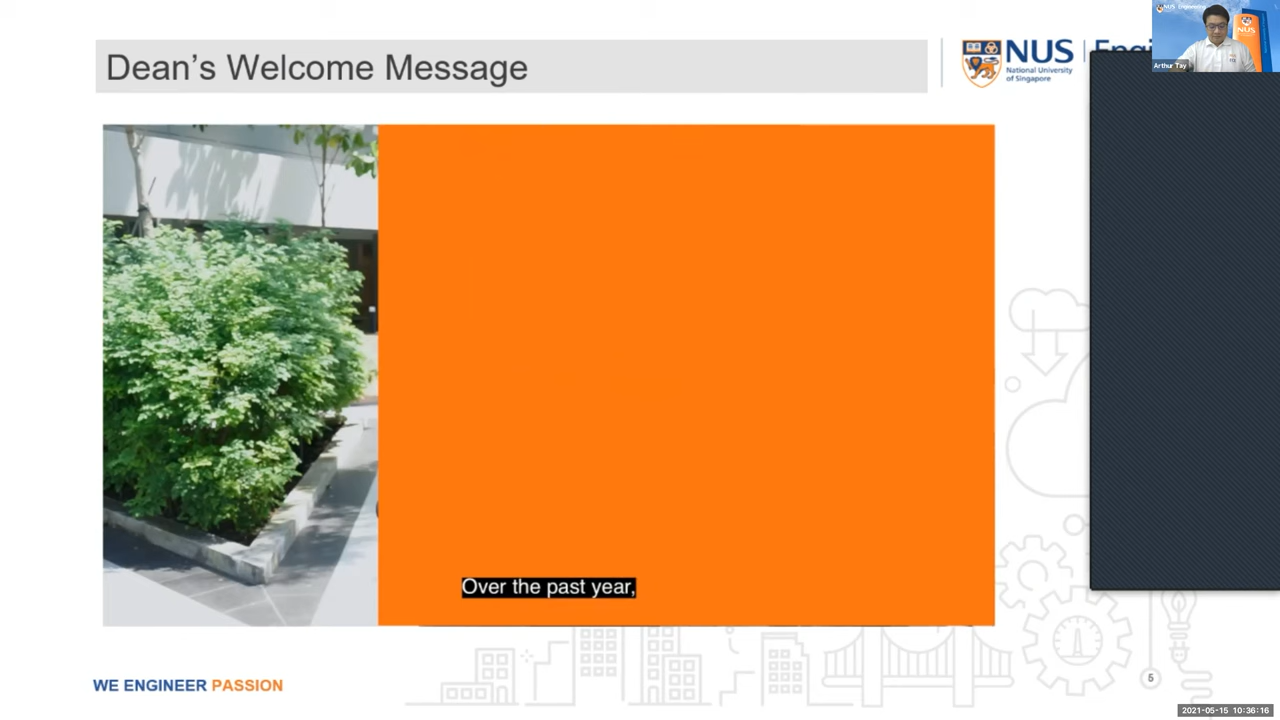 Dean’s Welcome Message
NUS
National University
of Singapore
NUS
Arthur Tay
Over the past year,
WE ENGINEER PASSION
5
2021-05-15 10:36:16